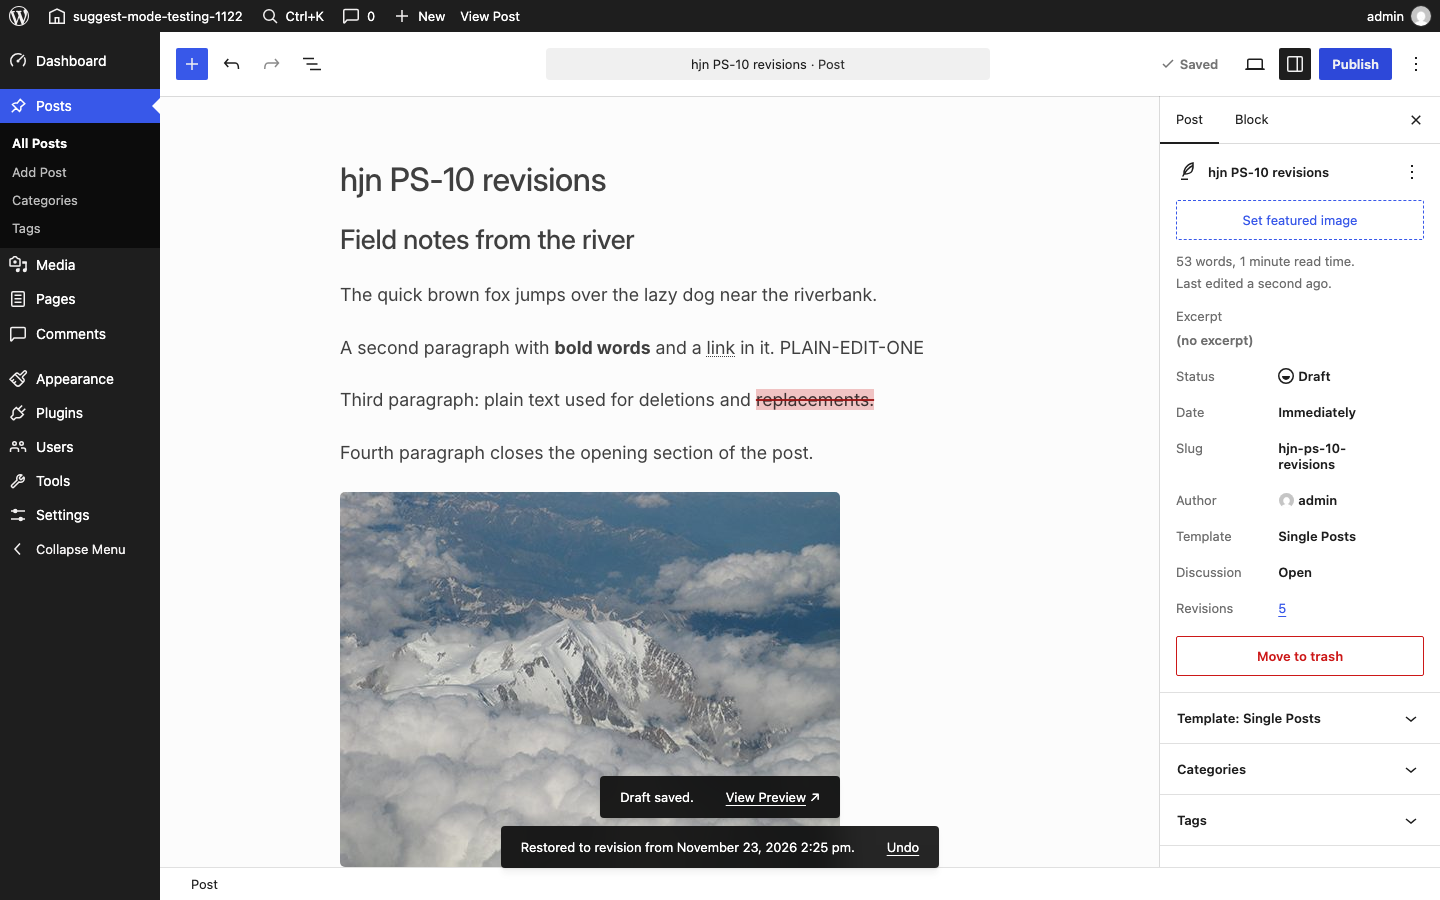 suggest-mode-testing-1122
Ctrl+K
0
New
View Post
admin
Dashboard
Posts
All Posts
Add Post
Categories
Tags
Media
Pages
Comments
Appearance
Plugins
Users
Tools
Settings
Collapse Menu
hjn PS-10 revisions · Post
Saved
Publish
hjn PS-10 revisions
Field notes from the river
The quick brown fox jumps over the lazy dog near the riverbank.
A second paragraph with bold words and a link in it. PLAIN-EDIT-ONE
Third paragraph: plain text used for deletions and replacements.
Fourth paragraph closes the opening section of the post.
Draft saved. View Preview ↗
Restored to revision from November 23, 2026 2:25 pm. Undo
Post
Block
hjn PS-10 revisions
Set featured image
53 words, 1 minute read time.
Last edited a second ago.
Excerpt
(no excerpt)
Status Draft
Date Immediately
Slug hjn-ps-10-
revisions
Author admin
Template Single Posts
Discussion Open
Revisions 5
Move to trash
Template: Single Posts
Categories
Tags
Post